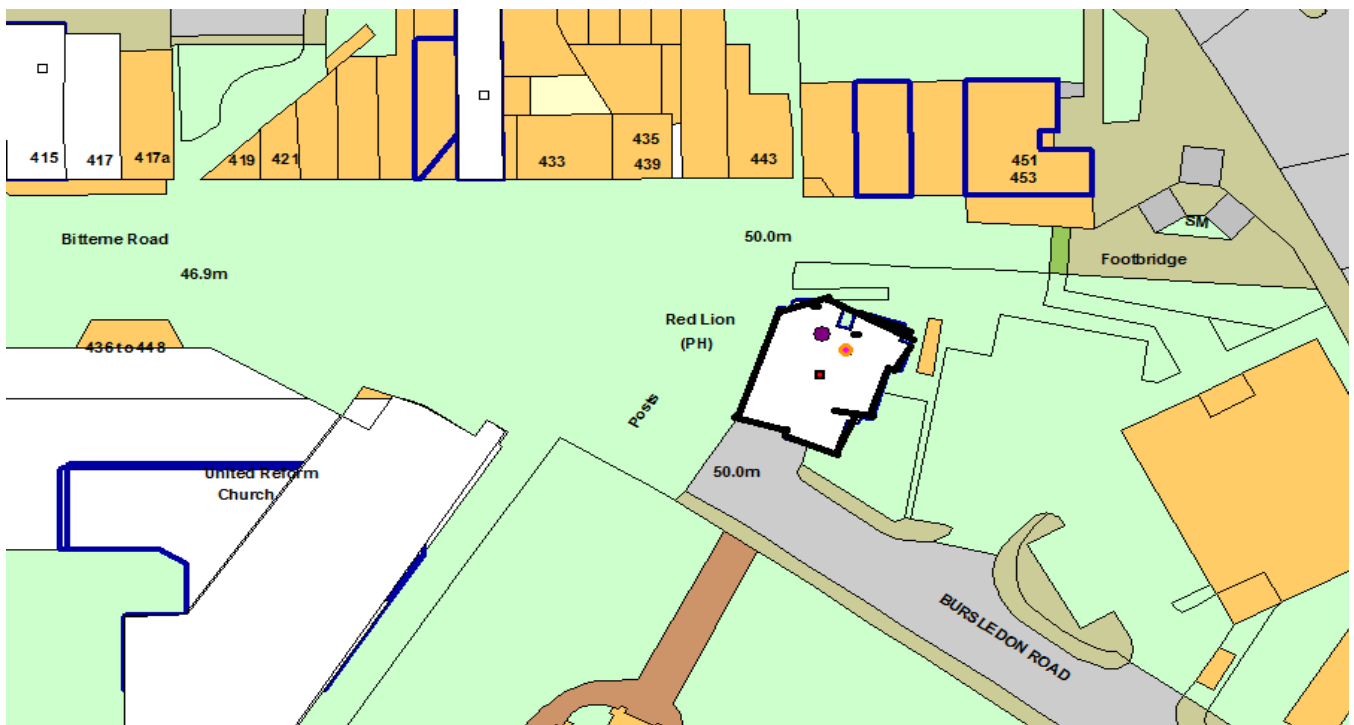 415
417
417a
419
421
433
435
439
443
451
453
SM
Bitterne Road
46.9m
50.0m
Footbridge
Red Lion
(PH)
436 to 448
Posts
50.0m
United Reform
Church
BURSLEDON ROAD